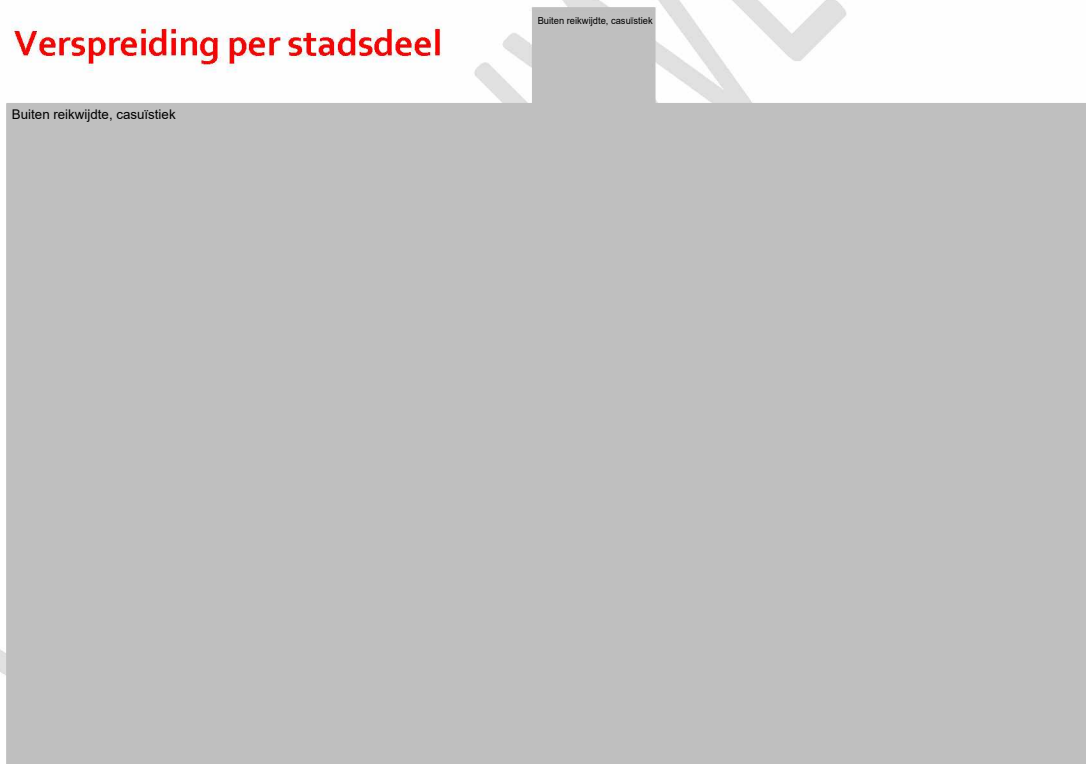 Buiten reikwijdte, casuïstiek
Verspreiding per stadsdeel
Buiten reikwijdte, casuïstiek